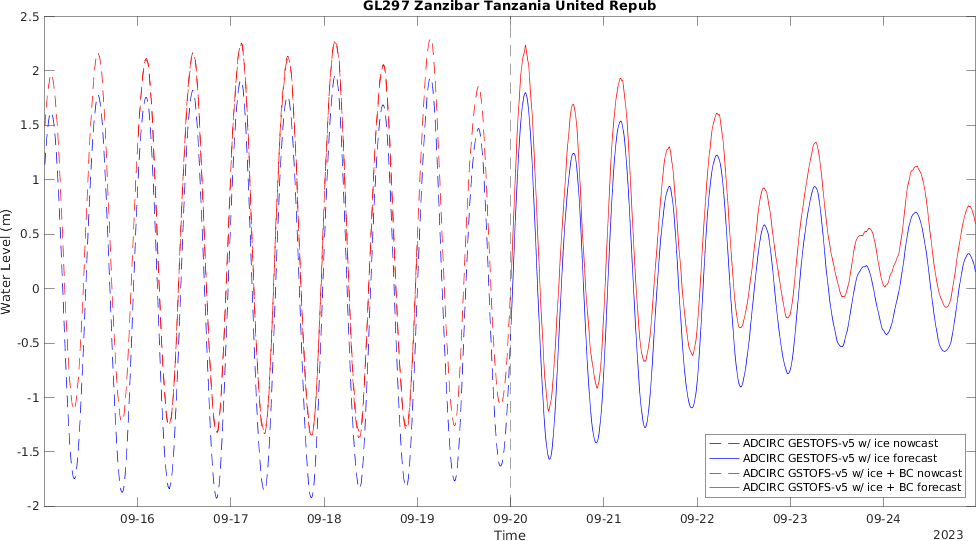 GL297 Zanzibar Tanzania United Repub
2.5
2
1.5
1
0.5
0
-0.5
-1
-1.5
-2
Water Level (m)
09-16 09-17 09-18 09-19 09-20 09-21 09-22 09-23 09-24
Time
2023
ADCIRC GESTOFS-v5 w/ ice nowcast
ADCIRC GESTOFS-v5 w/ ice forecast
ADCIRC GSTOFS-v5 w/ ice + BC nowcast
ADCIRC GSTOFS-v5 w/ ice + BC forecast